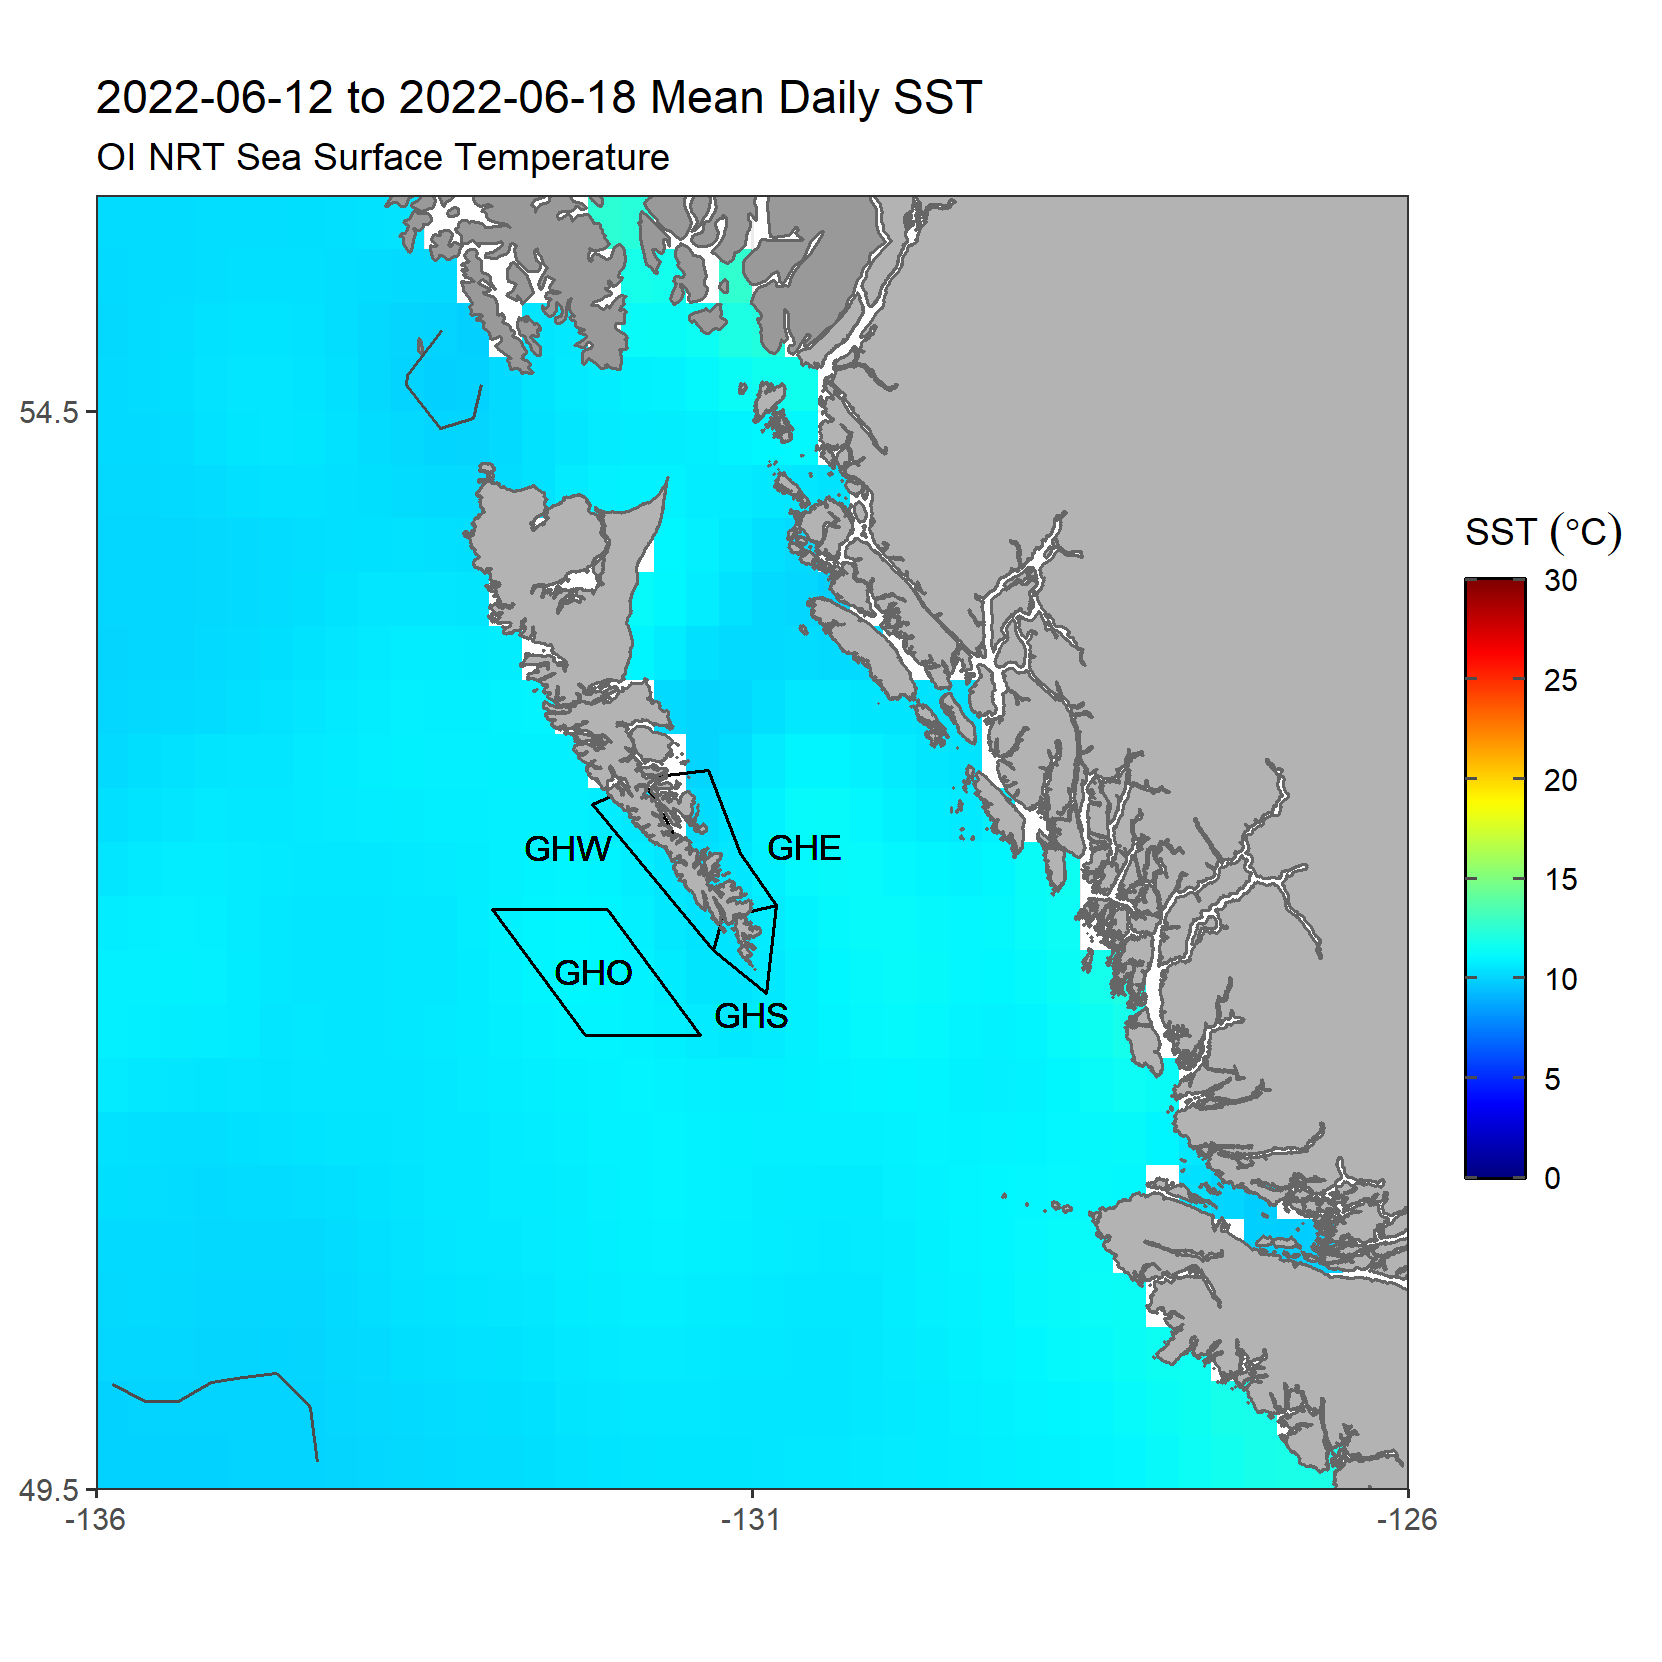 2022-06-12 to 2022-06-18 Mean Daily SST
OI NRT Sea Surface Temperature
54.5
49.5
-136
-131
-126
GHW
GHE
GHO
GHS
SST (°C)
30
25
20
15
10
5
0